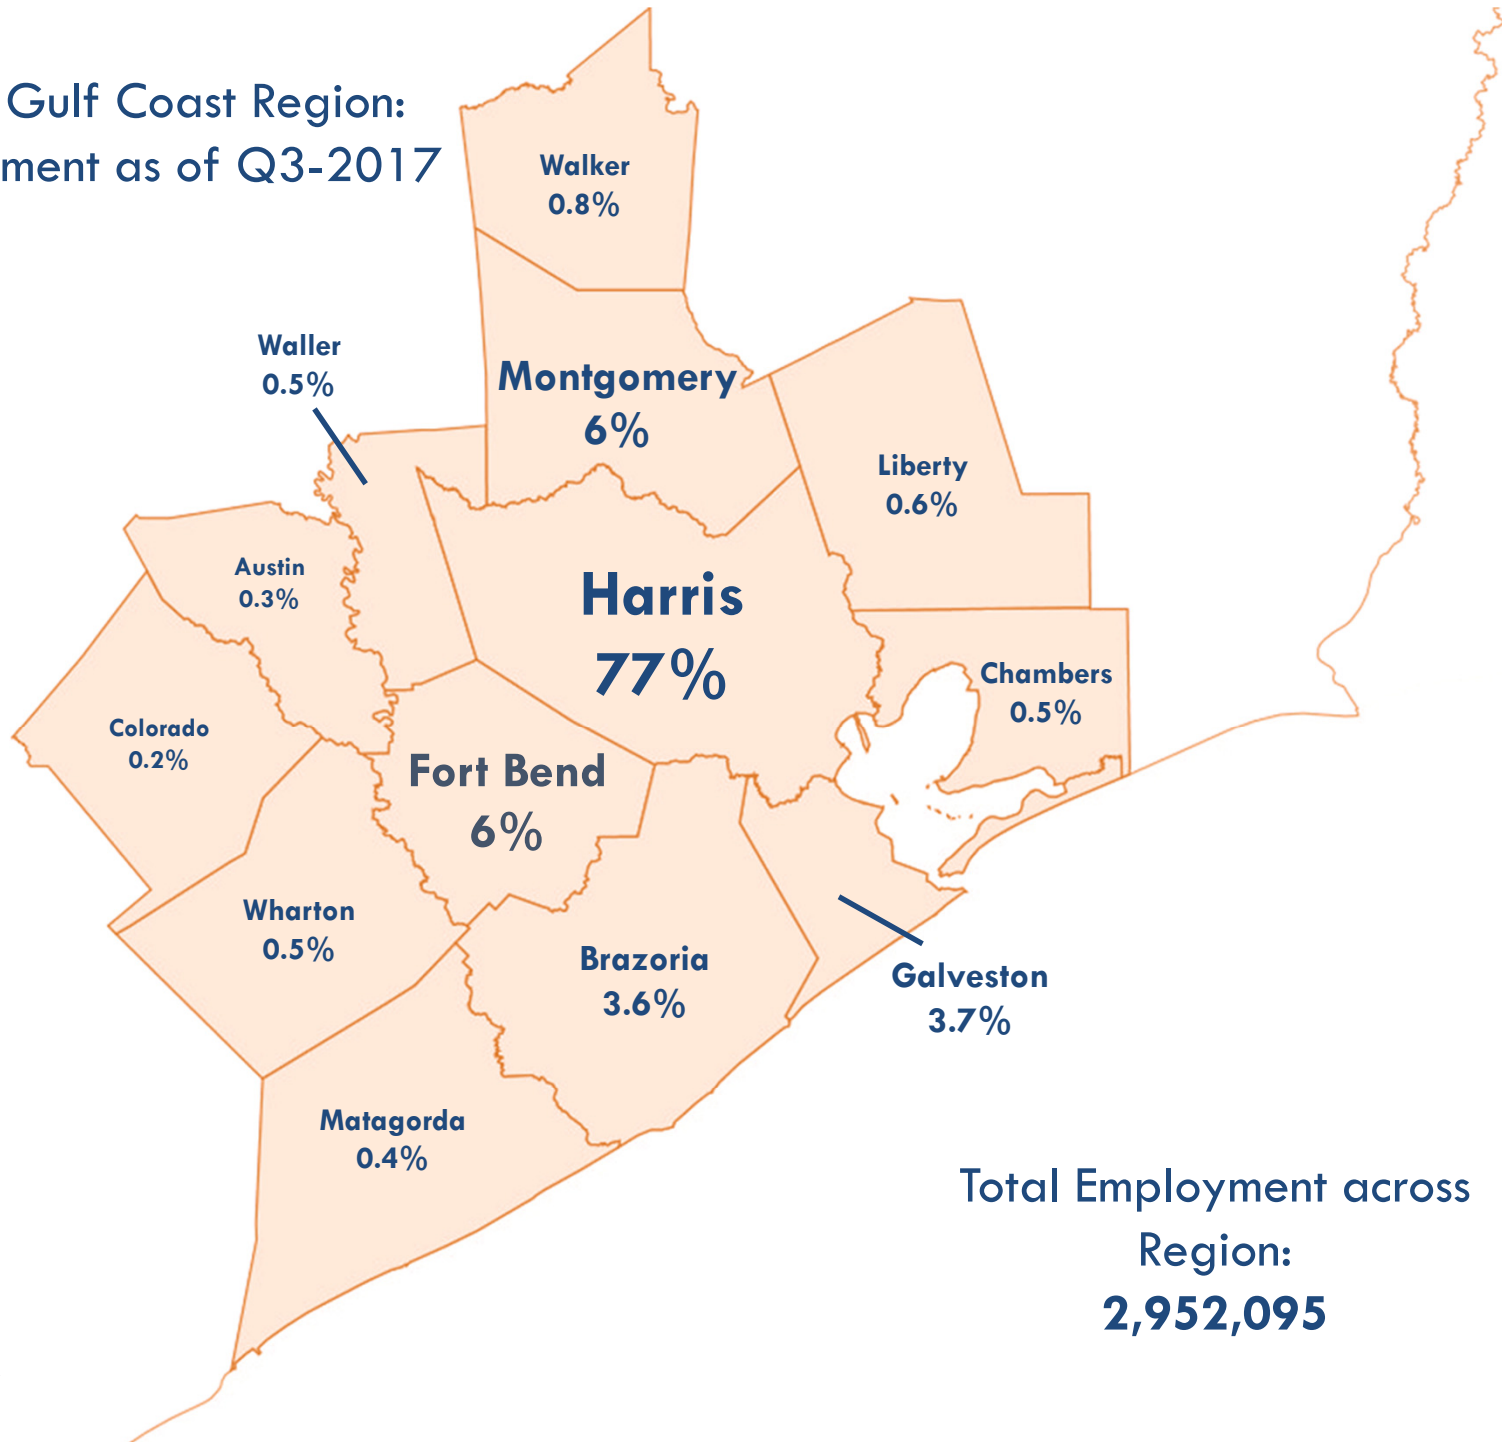 Gulf Coast Region:
ment as of Q3-2017
Walker
0.8%
Waller
0.5%
Montgomery
6%
Liberty
0.6%
Austin
0.3%
Harris
77%
Chambers
0.5%
Colorado
0.2%
Fort Bend
6%
Wharton
0.5%
Brazoria
3.6%
Galveston
3.7%
Matagorda
0.4%
Total Employment across
Region:
2,952,095